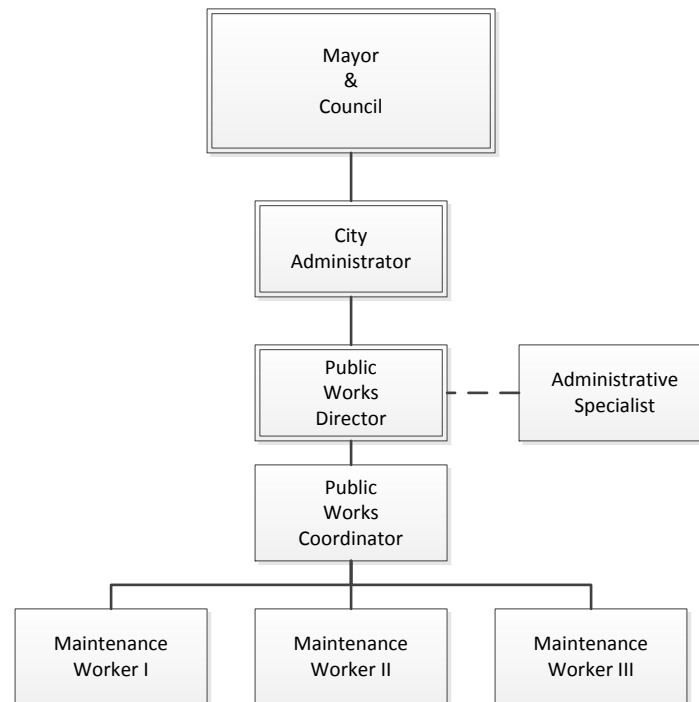 Mayor
&
Council
City
Administrator
Public
Works
Director
Administrative
Specialist
Public
Works
Coordinator
Maintenance
Worker I
Maintenance
Worker II
Maintenance
Worker III